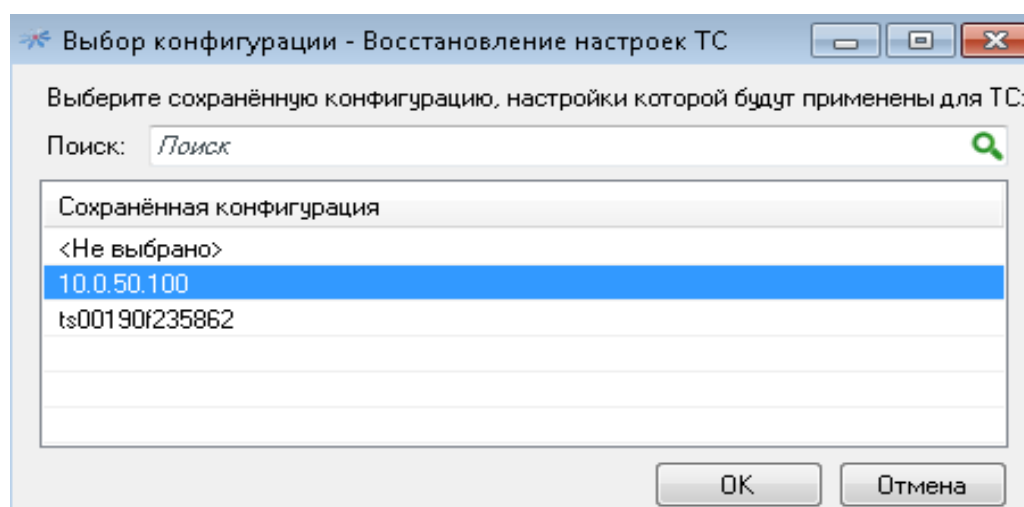 Выбор конфигурации - Восстановление настроек ТС
Выберите сохранённую конфигурацию, настройки которой будут применены для ТС:
Поиск: Поиск
Сохранённая конфигурация
<Не выбрано>
10.0.50.100
ts00190f235862
OK Отмена